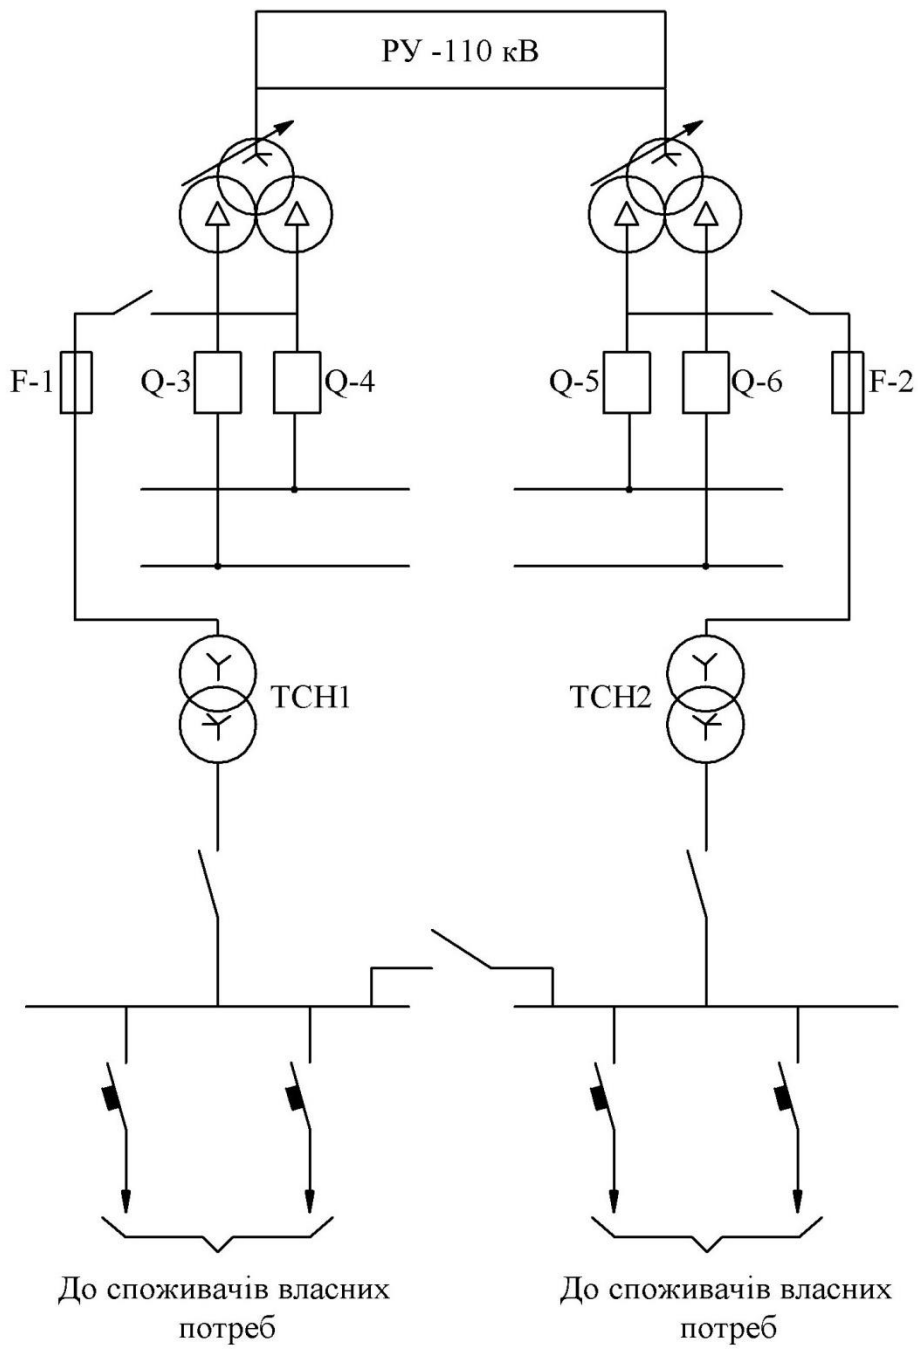 РУ -110 кВ
F-1
Q-3
Q-4
Q-5
Q-6
F-2
ТСН1
ТСН2
До споживачів власних
потреб
До споживачів власних
потреб